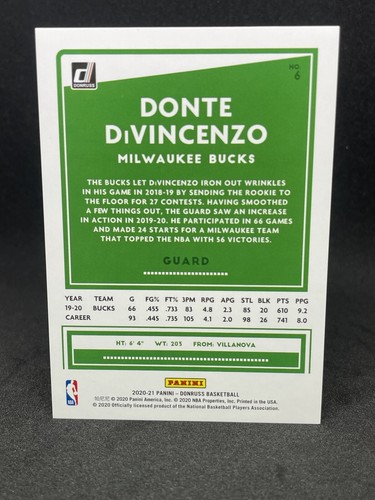 DONRUSS
NO.
6
DONTE
DiVINCENZO
MILWAUKEE BUCKS
THE BUCKS LET DiVINCENZO IRON OUT WRINKLES
IN HIS GAME IN 2018-19 BY SENDING THE ROOKIE TO
THE FLOOR FOR 27 CONTESTS. HAVING SMOOTHED
A FEW THINGS OUT, THE GUARD SAW AN INCREASE
IN ACTION IN 2019-20. HE PARTICIPATED IN 66 GAMES
AND MADE 24 STARTS FOR A MILWAUKEE TEAM
THAT TOPPED THE NBA WITH 56 VICTORIES.
GUARD
YEAR TEAM G FG% FT% 3PM RPG APG STL BLK PTS PPG
19-20 BUCKS 66 .455 .733 83 4.8 2.3 85 20 610 9.2
CAREER 93 .445 .735 105 4.1 2.0 98 26 741 8.0
HT: 6' 4" WT: 203 FROM: VILLANOVA
PANINI
2020-21 PANINI – DONRUSS BASKETBALL
© 2020 Panini America, Inc. © 2020 NBA Properties, Inc. Printed in the USA.
© 2020 Officially licensed product of the National Basketball Players Association.